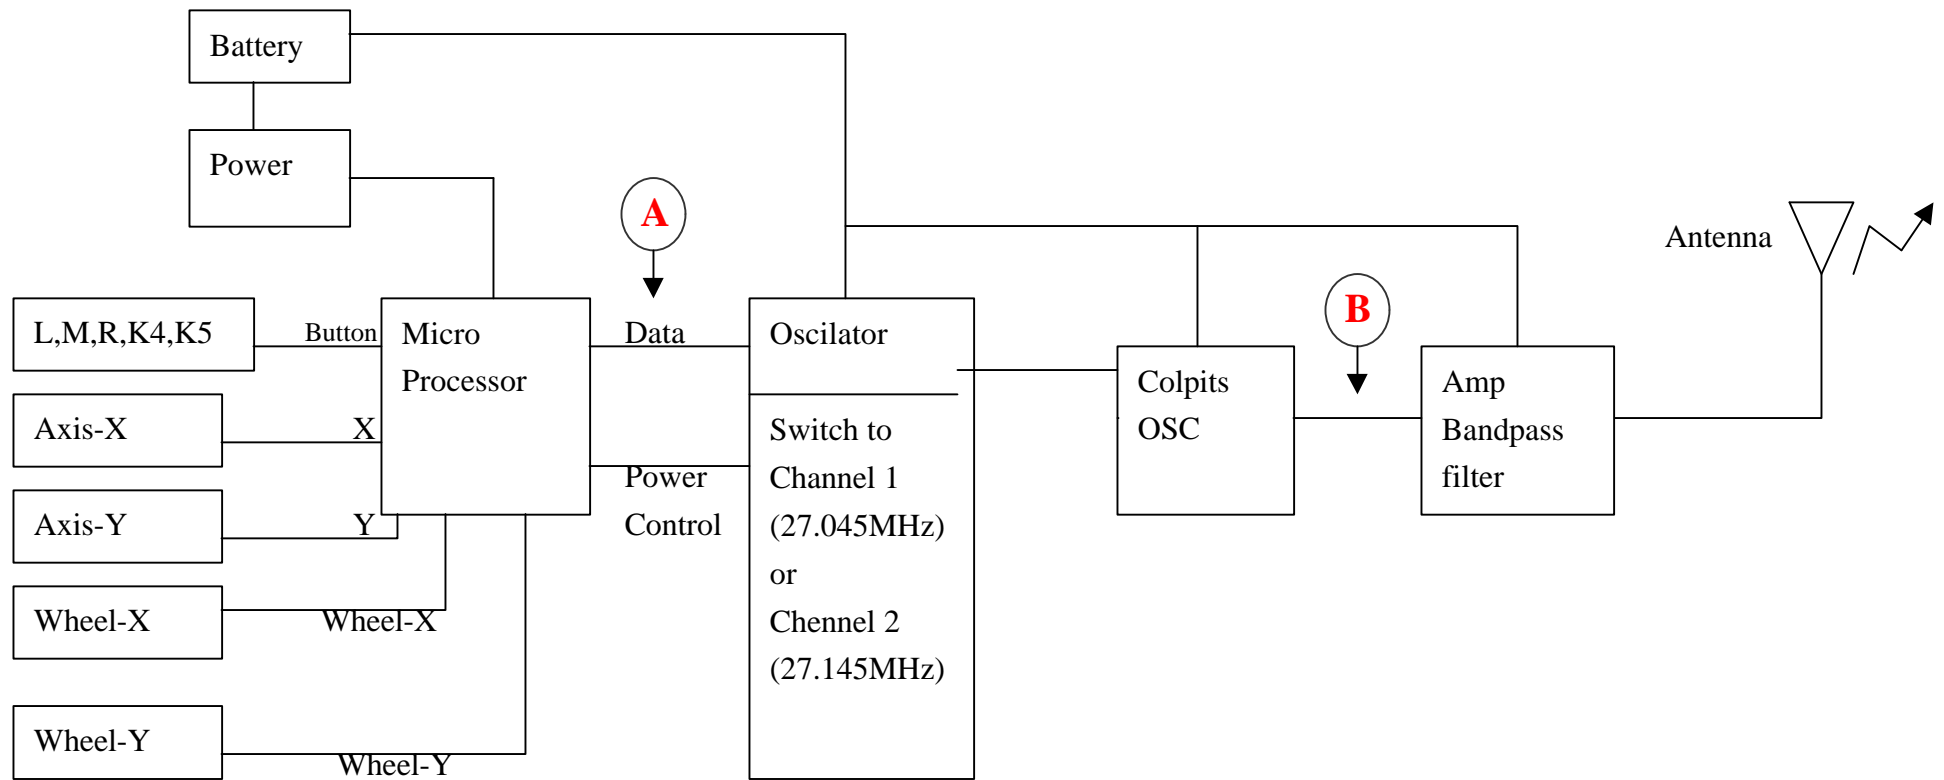 Battery
Power
A
Antenna
L,M,R,K4,K5
Button
Micro
Processor
Data
Oscilator
B
Axis-X
X
Colpits
OSC
Amp
Bandpass
filter
Switch to
Channel 1
(27.045MHz)
or
Chennel 2
(27.145MHz)
Power
Control
Axis-Y
Y
Wheel-X
Wheel-X
Wheel-Y
Wheel-Y